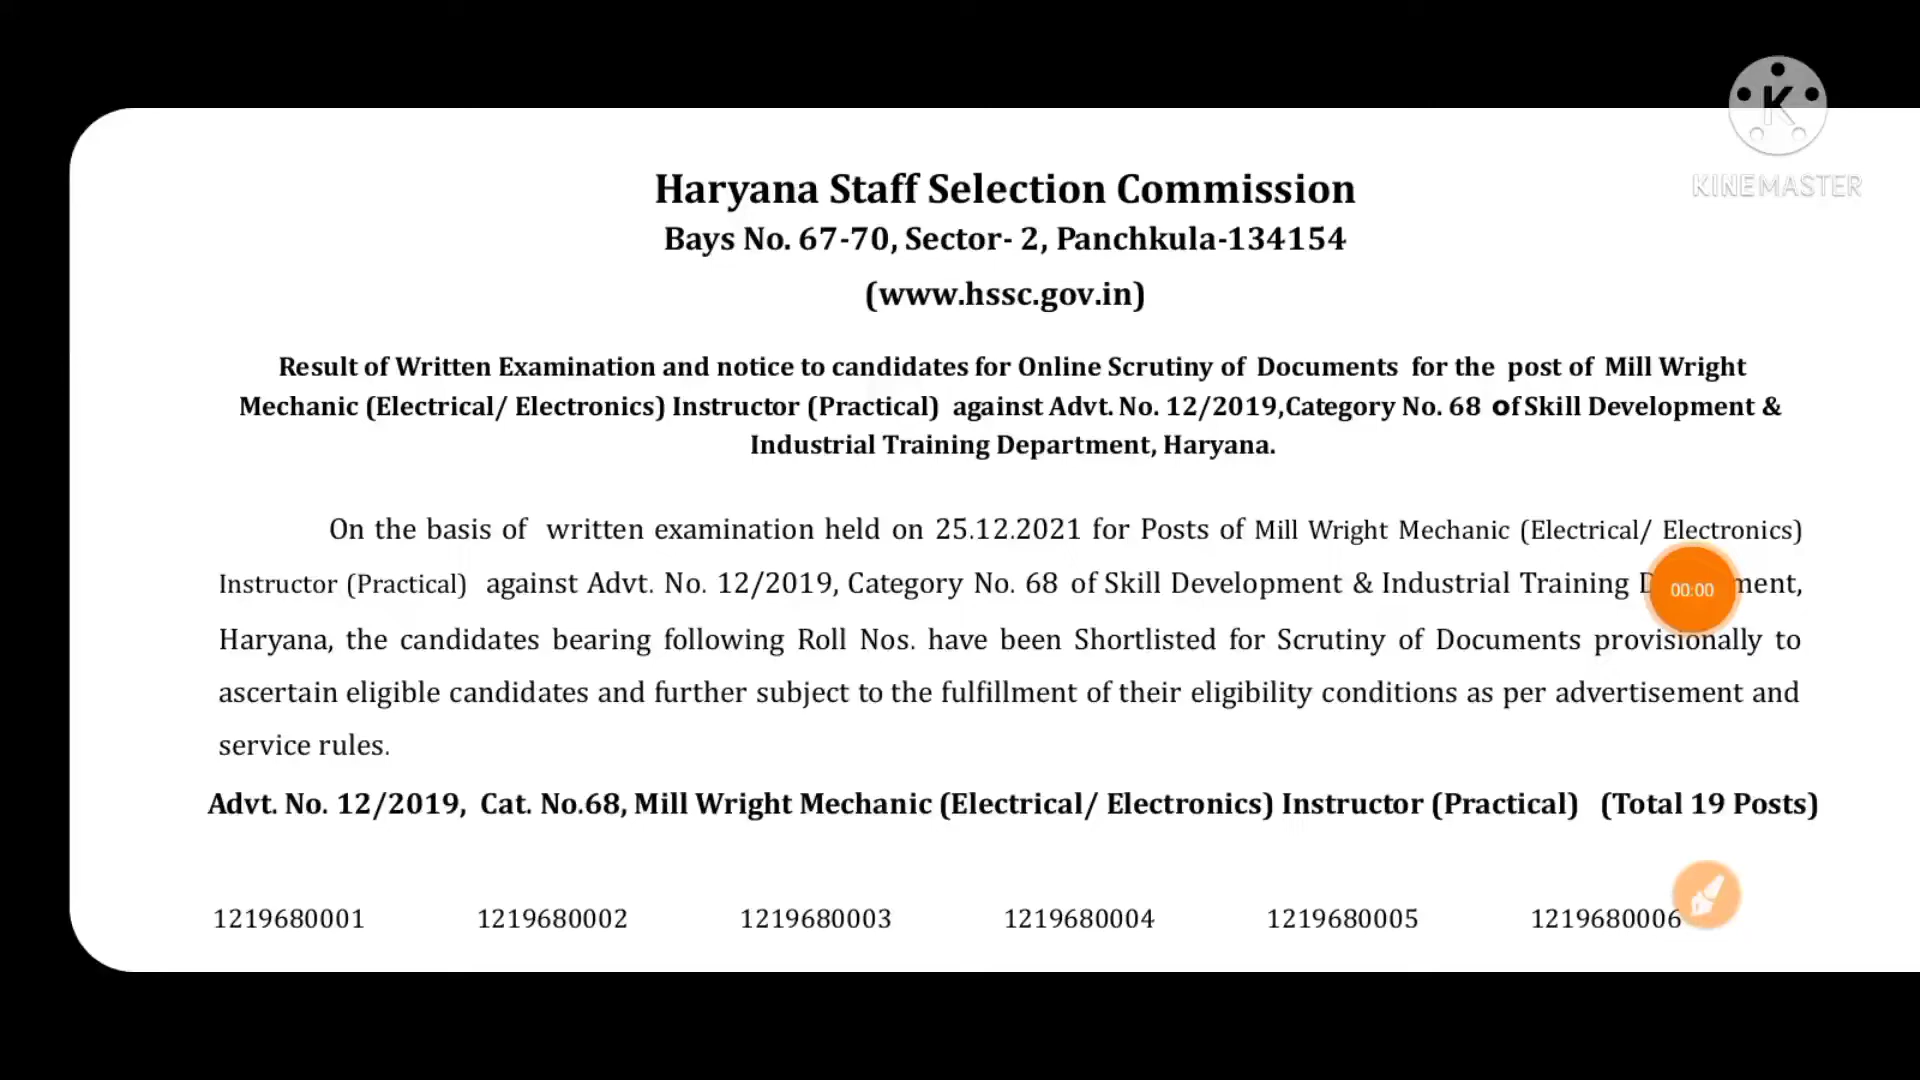 K
KINEMASTER
Haryana Staff Selection Commission
Bays No. 67-70, Sector- 2, Panchkula-134154
(www.hssc.gov.in)
Result of Written Examination and notice to candidates for Online Scrutiny of Documents for the post of Mill Wright
Mechanic (Electrical/ Electronics) Instructor (Practical) against Advt. No. 12/2019,Category No. 68 of Skill Development &
Industrial Training Department, Haryana.
On the basis of written examination held on 25.12.2021 for Posts of Mill Wright Mechanic (Electrical/ Electronics)
Instructor (Practical) against Advt. No. 12/2019, Category No. 68 of Skill Development & Industrial Training
00:00
Haryana, the candidates bearing following Roll Nos. have been Shortlisted for Scrutiny of Documents provisionally to
ascertain eligible candidates and further subject to the fulfillment of their eligibility conditions as per advertisement and
service rules.
Advt. No. 12/2019, Cat. No.68, Mill Wright Mechanic (Electrical/ Electronics) Instructor (Practical) (Total 19 Posts)
1219680001 1219680002 1219680003 1219680004 1219680005 1219680006